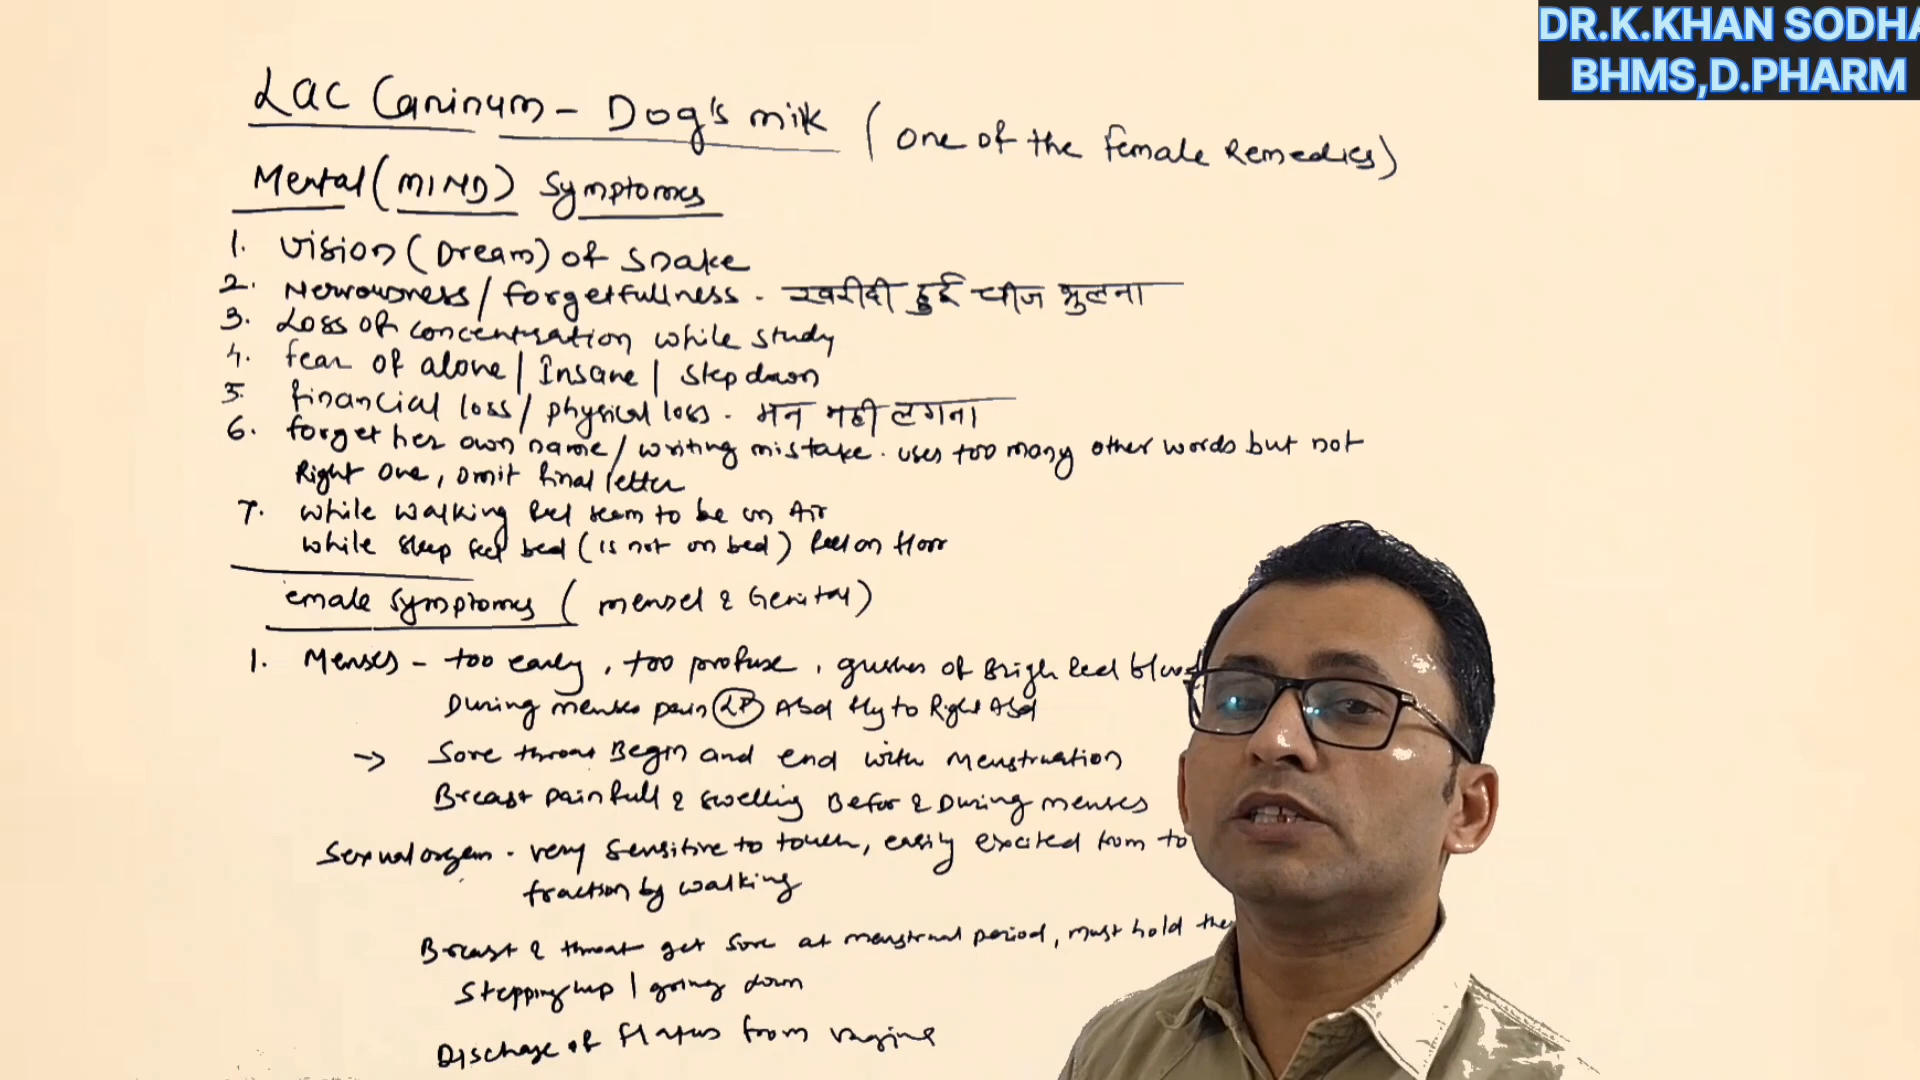 DR.K.KHAN SODHA
BHMS,D.PHARM
Lac Caninum - Dog's milk (one of the female Remedies)
Mental (MIND) Symptomes
1. Vision (Dream) of Snake
2. Nervousness / forgetfullness - खरीदी हुई चीज भुलना
3. Loss of concentration while study
4. fear of alone / Insane / Step down
5. financial loss / physical loss - मन नही लगना
6. forget her own name / writing mistake. uses too many other words but not
Right one, omit final letter
7. while walking feel seem to be on Air
while sleep feel bed (is not on bed) feel on floor
emale symptomes ( & Genital)
1. Menses - too early, too profuse, gushes of Brigh Red blood
During menses pain Abd fly to Right Abd
→ Sore throat Begin and end with Menstruation
Breast painfull & swelling Befor & During menses
Sexual organ - very sensitive to touch, easily excited from to
fraction by walking
Breast & throat get sore at menstrual period, must hold the
Stepping up / going down
Discharge of flatus from vagina